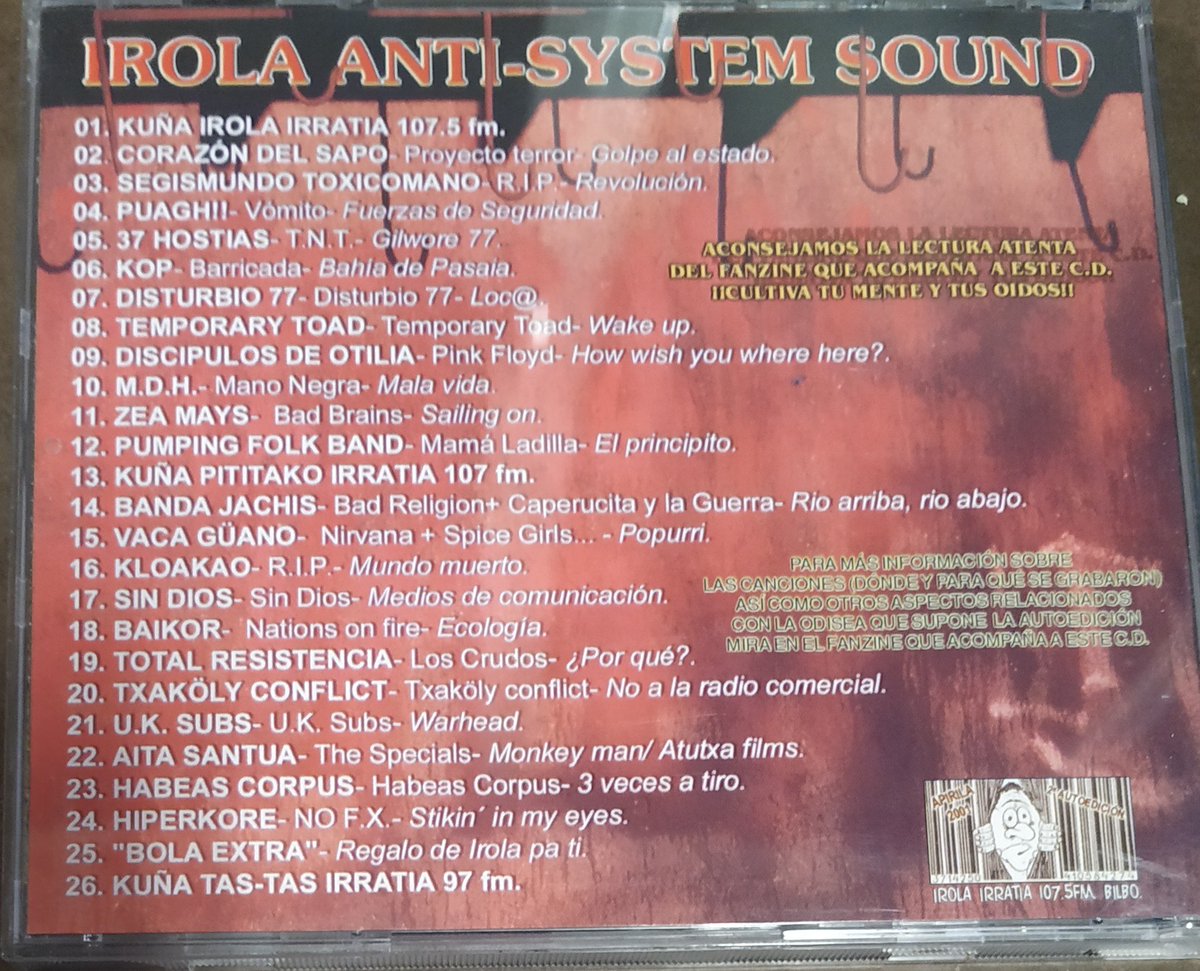 IROLA ANTI-SYSTEM SOUND
01. KUÑA IROLA IRRATIA 107.5 fm.
02. CORAZÓN DEL SAPO- Proyecto terror- Golpe al estado.
03. SEGISMUNDO TOXICOMANO- R.I.P.- Revolución.
04. PUAGH!!- Vómito- Fuerzas de Seguridad.
05. 37 HOSTIAS- T.N.T.- Gilwore 77.
06. KOP- Barricada- Bahía de Pasaia.
07. DISTURBIO 77- Disturbio 77- Loc@.
08. TEMPORARY TOAD- Temporary Toad- Wake up.
09. DISCIPULOS DE OTILIA- Pink Floyd- How wish you where here?.
10. M.D.H.- Mano Negra- Mala vida.
11. ZEA MAYS- Bad Brains- Sailing on.
12. PUMPING FOLK BAND- Mamá Ladilla- El principito.
13. KUÑA PITITAKO IRRATIA 107 fm.
14. BANDA JACHIS- Bad Religion+ Caperucita y la Guerra- Rio arriba, rio abajo.
15. VACA GÜANO- Nirvana + Spice Girls... - Popurri.
16. KLOAKAO- R.I.P.- Mundo muerto.
17. SIN DIOS- Sin Dios- Medios de comunicación.
18. BAIKOR- Nations on fire- Ecología.
19. TOTAL RESISTENCIA- Los Crudos- ¿Por qué?.
20. TXAKÖLY CONFLICT- Txaköly conflict- No a la radio comercial.
21. U.K. SUBS- U.K. Subs- Warhead.
22. AITA SANTUA- The Specials- Monkey man/ Atutxa films.
23. HABEAS CORPUS- Habeas Corpus- 3 veces a tiro.
24. HIPERKORE- NO F.X.- Stikin´ in my eyes.
25. "BOLA EXTRA"- Regalo de Irola pa ti.
26. KUÑA TAS-TAS IRRATIA 97 fm.
ACONSEJAMOS LA LECTURA ATENTA
DEL FANZINE QUE ACOMPAÑA A ESTE C.D.
¡¡CULTIVA TU MENTE Y TUS OIDOS!!
PARA MÁS INFORMACIÓN SOBRE
LAS CANCIONES (DÓNDE Y PARA QUÉ SE GRABARON)
ASÍ COMO OTROS ASPECTOS RELACIONADOS
CON LA ODISEA QUE SUPONE LA AUTOEDICIÓN
MIRA EN EL FANZINE QUE ACOMPAÑA A ESTE C.D.
APIRILA
AUTOEDICIÓN
IROLA IRRATIA 107.5FM. BILBO.